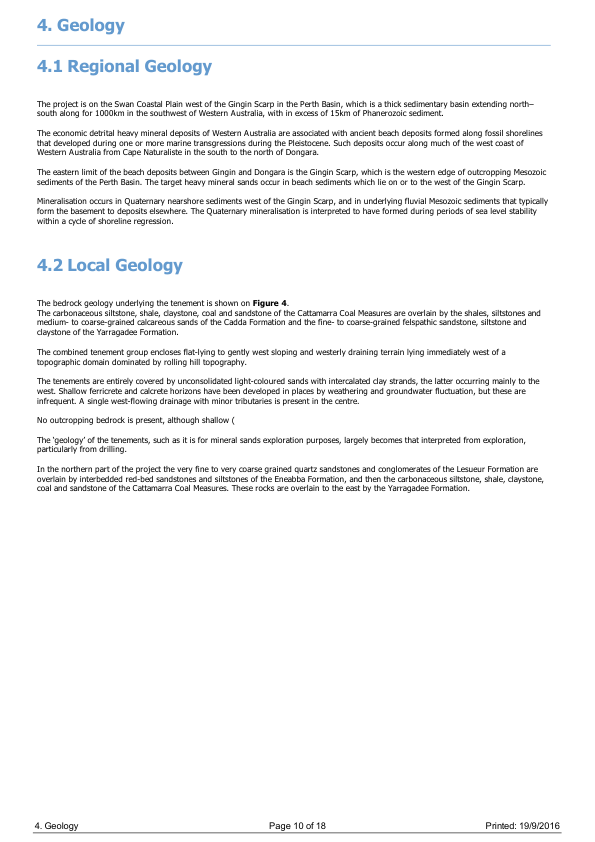 4. Geology
4.1 Regional Geology
The project is on the Swan Coastal Plain west of the Gingin Scarp in the Perth Basin, which is a thick sedimentary basin extending north–
south along for 1000km in the southwest of Western Australia, with in excess of 15km of Phanerozoic sediment.
The economic detrital heavy mineral deposits of Western Australia are associated with ancient beach deposits formed along fossil shorelines
that developed during one or more marine transgressions during the Pleistocene. Such deposits occur along much of the west coast of
Western Australia from Cape Naturaliste in the south to the north of Dongara.
The eastern limit of the beach deposits between Gingin and Dongara is the Gingin Scarp, which is the western edge of outcropping Mesozoic
sediments of the Perth Basin. The target heavy mineral sands occur in beach sediments which lie on or to the west of the Gingin Scarp.
Mineralisation occurs in Quaternary nearshore sediments west of the Gingin Scarp, and in underlying fluvial Mesozoic sediments that typically
form the basement to deposits elsewhere. The Quaternary mineralisation is interpreted to have formed during periods of sea level stability
within a cycle of shoreline regression.
4.2 Local Geology
The bedrock geology underlying the tenement is shown on Figure 4.
The carbonaceous siltstone, shale, claystone, coal and sandstone of the Cattamarra Coal Measures are overlain by the shales, siltstones and
medium- to coarse-grained calcareous sands of the Cadda Formation and the fine- to coarse-grained felspathic sandstone, siltstone and
claystone of the Yarragadee Formation.
The combined tenement group encloses flat-lying to gently west sloping and westerly draining terrain lying immediately west of a
topographic domain dominated by rolling hill topography.
The tenements are entirely covered by unconsolidated light-coloured sands with intercalated clay strands, the latter occurring mainly to the
west. Shallow ferricrete and calcrete horizons have been developed in places by weathering and groundwater fluctuation, but these are
infrequent. A single west-flowing drainage with minor tributaries is present in the centre.
No outcropping bedrock is present, although shallow (
The 'geology' of the tenements, such as it is for mineral sands exploration purposes, largely becomes that interpreted from exploration,
particularly from drilling.
In the northern part of the project the very fine to very coarse grained quartz sandstones and conglomerates of the Lesueur Formation are
overlain by interbedded red-bed sandstones and siltstones of the Eneabba Formation, and then the carbonaceous siltstone, shale, claystone,
coal and sandstone of the Cattamarra Coal Measures. These rocks are overlain to the east by the Yarragadee Formation.
4. Geology Page 10 of 18 Printed: 19/9/2016